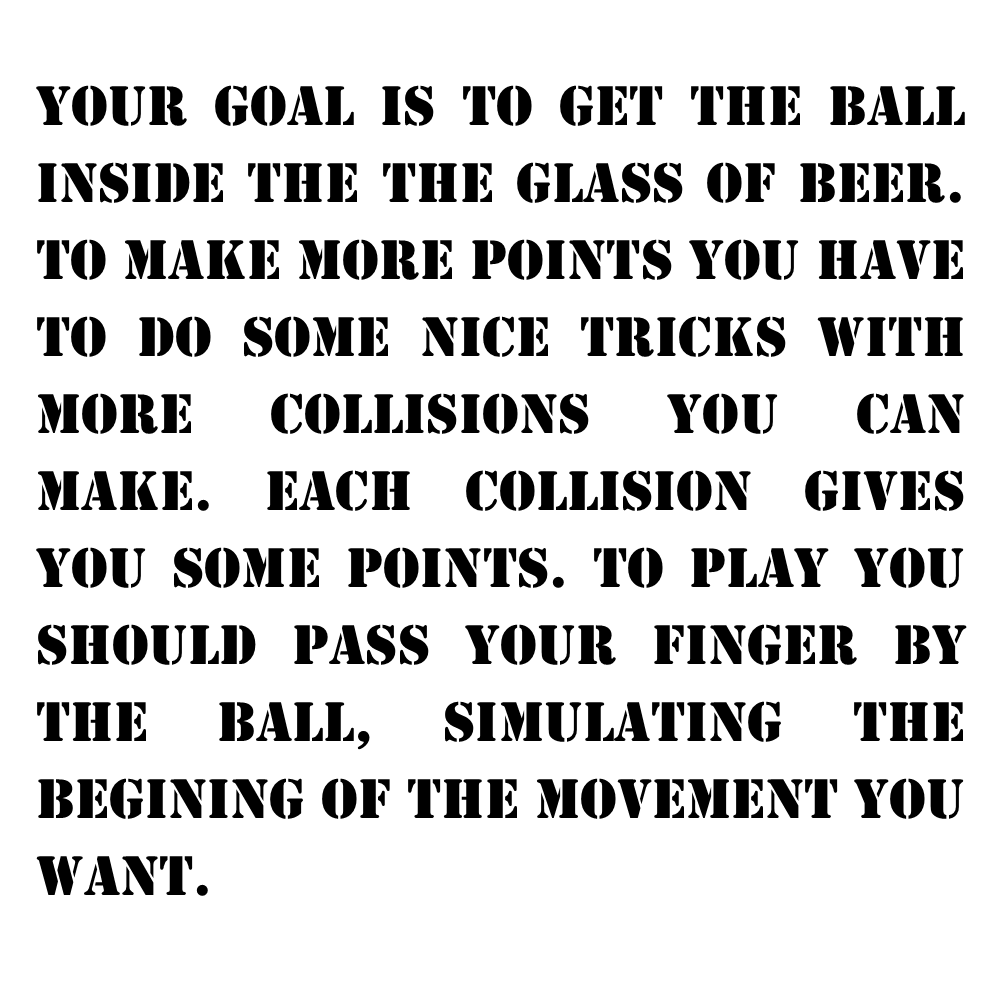 YOUR GOAL IS TO GET THE BALL
INSIDE THE THE GLASS OF BEER.
TO MAKE MORE POINTS YOU HAVE
TO DO SOME NICE TRICKS WITH
MORE COLLISIONS YOU CAN
MAKE. EACH COLLISION GIVES
YOU SOME POINTS. TO PLAY YOU
SHOULD PASS YOUR FINGER BY
THE BALL, SIMULATING THE
BEGINING OF THE MOVEMENT YOU
WANT.